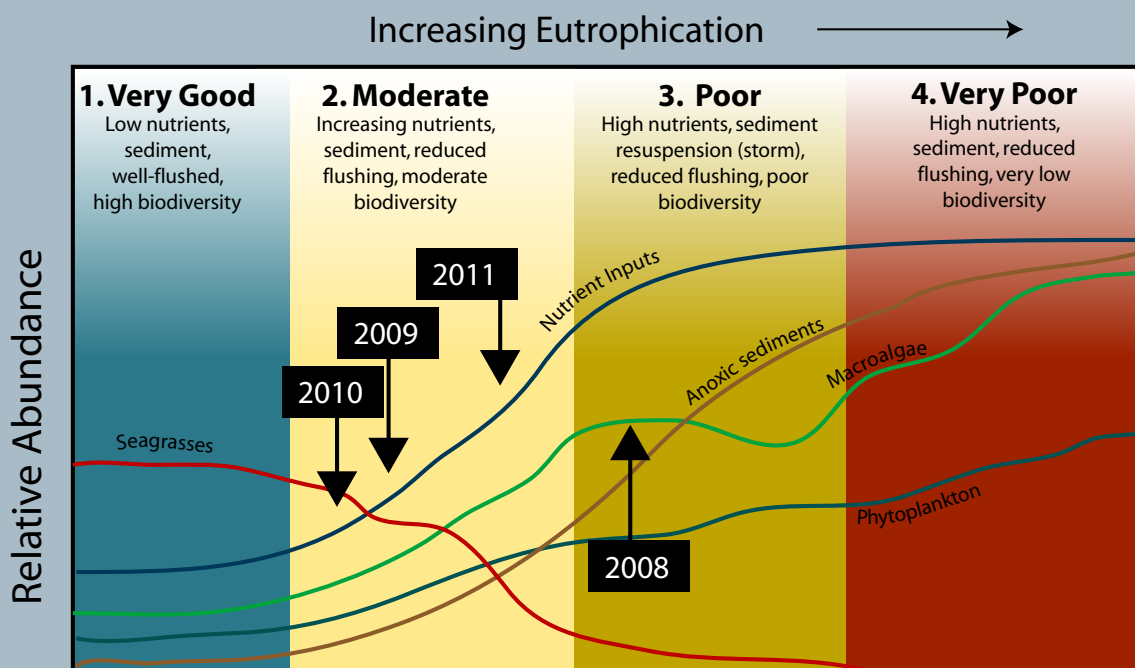 Increasing Eutrophication
1. Very Good
Low nutrients,
sediment,
well-flushed,
high biodiversity
2. Moderate
Increasing nutrients,
sediment, reduced
flushing, moderate
biodiversity
3. Poor
High nutrients, sediment
resuspension (storm),
reduced flushing, poor
biodiversity
4. Very Poor
High nutrients,
sediment, reduced
flushing, very low
biodiversity
Relative Abundance
2011
2009
2010
2008
Seagrasses
Nutrient Inputs
Anoxic sediments
Macroalgae
Phytoplankton